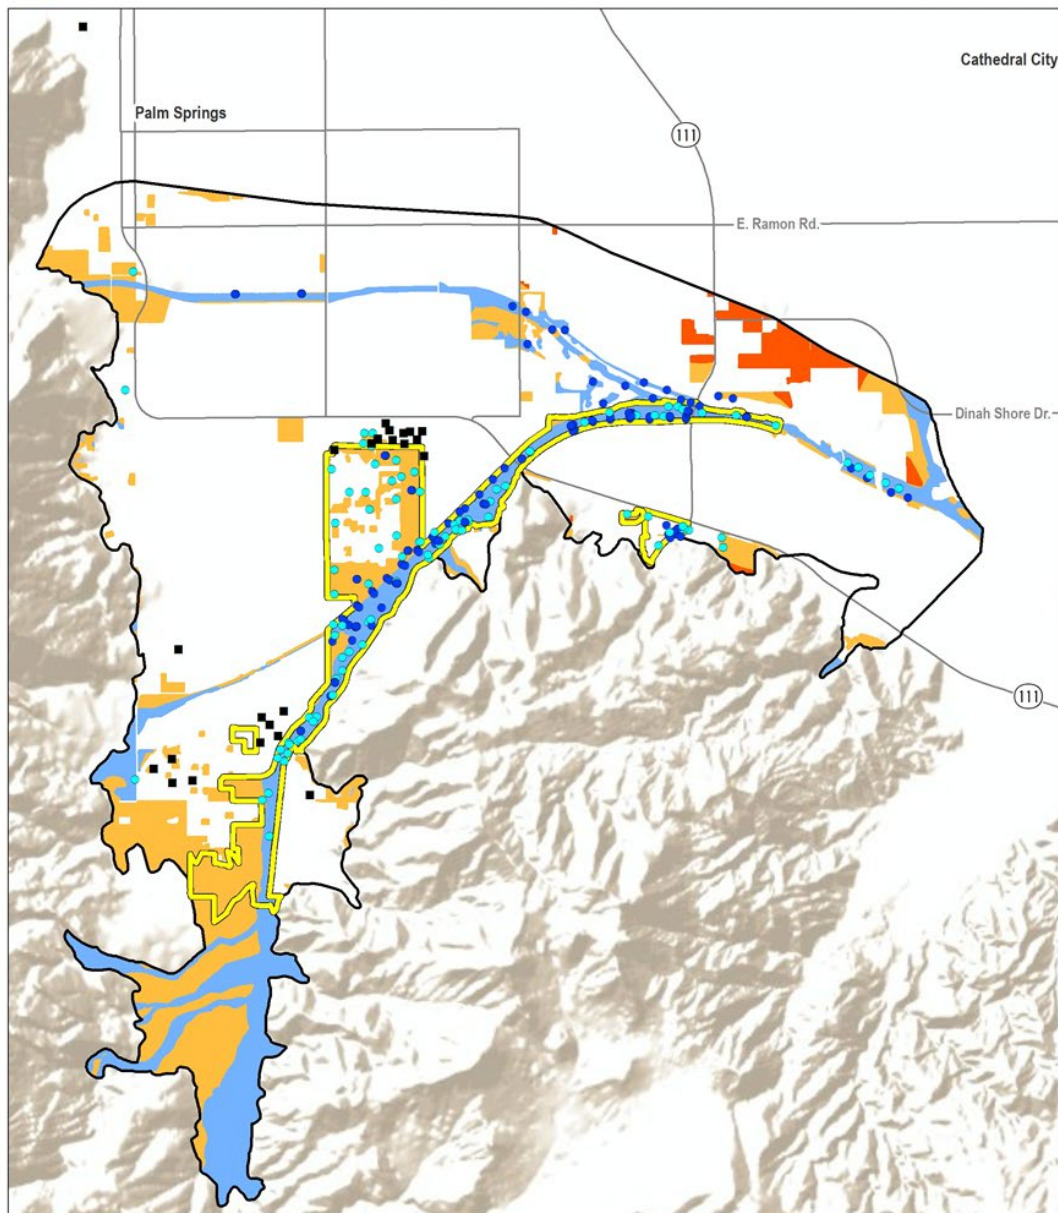 Cathedral City
Palm Springs
111
E. Ramon Rd.
Dinah Shore Dr.
111